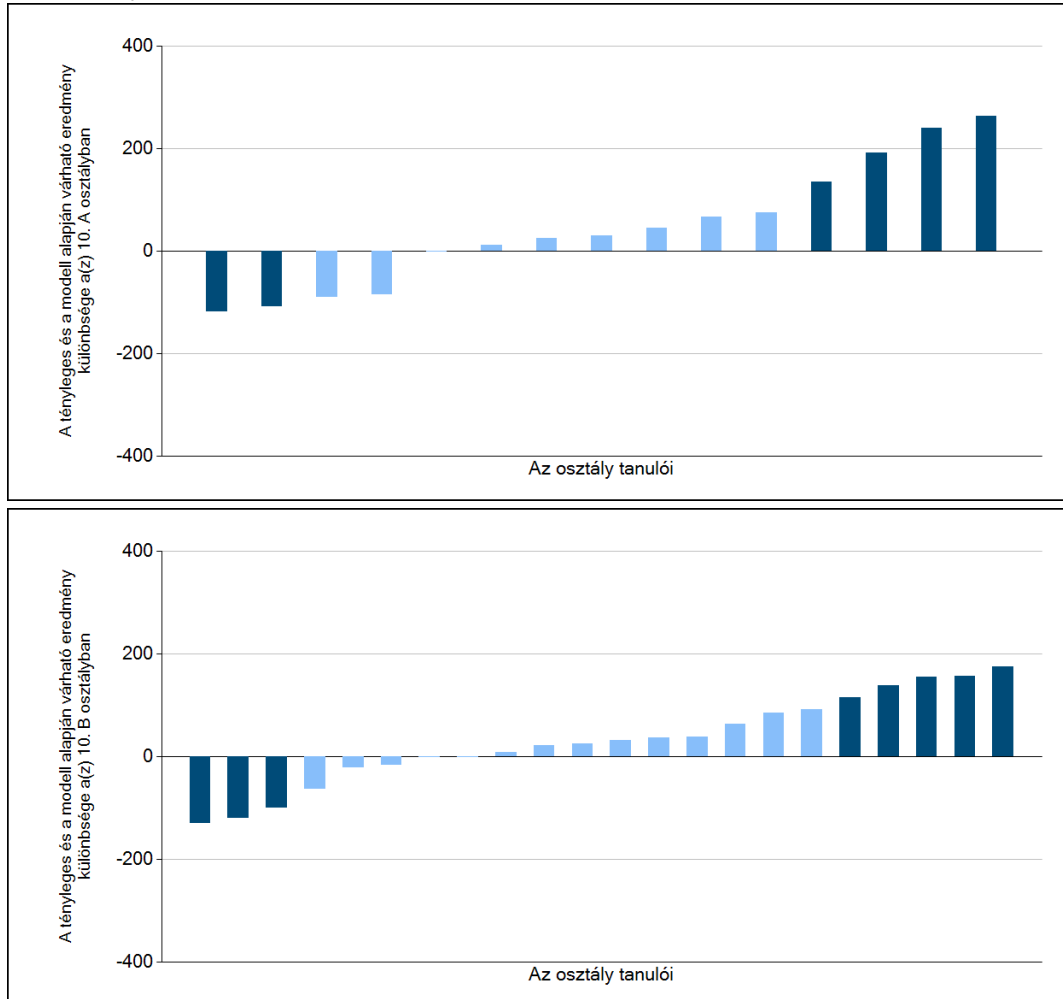 A tényleges és a modell alapján várható eredmény
különbsége a(z) 10. A osztályban
400
200
0
-200
-400
Az osztály tanulói
A tényleges és a modell alapján várható eredmény
különbsége a(z) 10. B osztályban
400
200
0
-200
-400
Az osztály tanulói